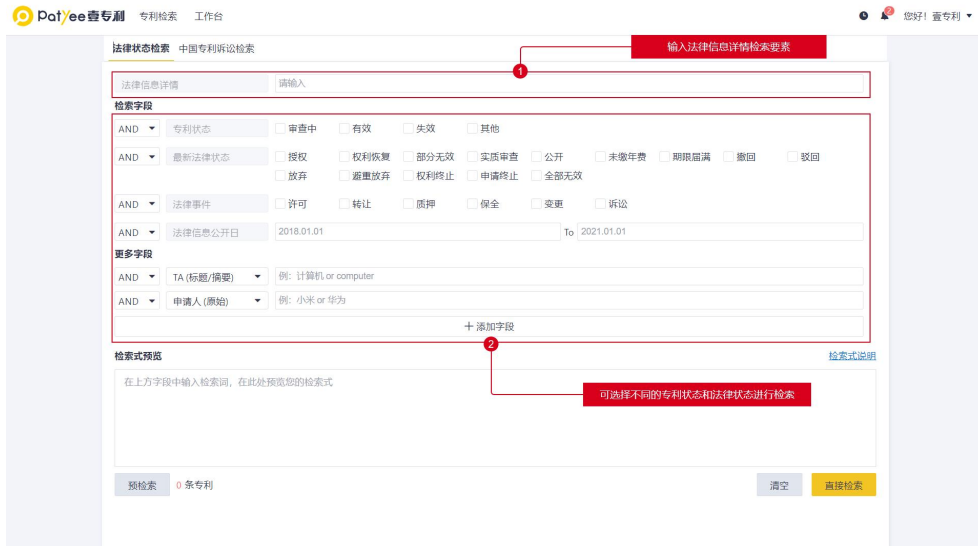 PatYee壹专利 专利检索 工作台 2 您好！壹专利
法律状态检索 中国专利诉讼检索 输入法律信息详情检索要素
1
法律信息详情 请输入
检索字段
AND 专利状态 审查中 有效 失效 其他
AND 最新法律状态 授权 权利恢复 部分无效 实质审查 公开 未缴年费 期限届满 撤回 驳回
放弃 避重放弃 权利终止 申请终止 全部无效
AND 法律事件 许可 转让 质押 保全 变更 诉讼
AND 法律信息公开日 2018.01.01 To 2021.01.01
更多字段
AND TA (标题/摘要) 例：计算机 or computer
AND 申请人 (原始) 例：小米 or 华为
添加字段
2
检索式预览 检索式说明
在上方字段中输入检索词，在此处预览您的检索式
可选择不同的专利状态和法律状态进行检索
预检索 0 条专利 清空 直接检索